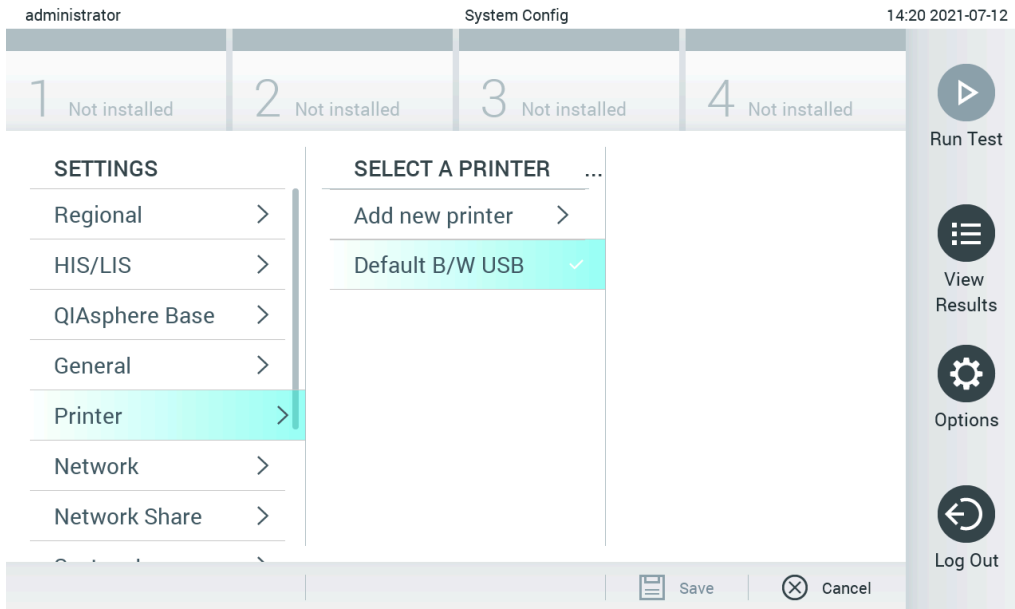 administrator System Config 14:20 2021-07-12
1 Not installed 2 Not installed 3 Not installed 4 Not installed
Run Test
SETTINGS
Regional
HIS/LIS
QIAsphere Base
General
Printer
Network
Network Share
SELECT A PRINTER ...
Add new printer
Default B/W USB
View
Results
Options
Log Out
Save Cancel